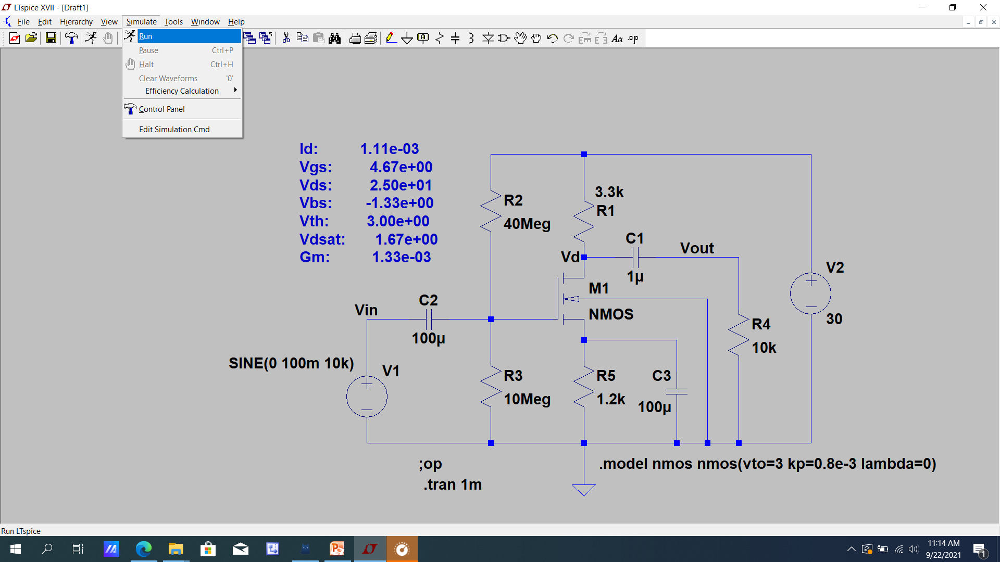 LTspice XVII - [Draft1]
File Edit Hierarchy View Simulate Tools Window Help
Run
Pause Ctrl+P
Halt Ctrl+H
Clear Waveforms '0'
Efficiency Calculation
Control Panel
Edit Simulation Cmd
Aa .op
Id: 1.11e-03
Vgs: 4.67e+00
Vds: 2.50e+01
Vbs: -1.33e+00
Vth: 3.00e+00
Vdsat: 1.67e+00
Gm: 1.33e-03
R2
40Meg
3.3k
R1
C1
1µ
Vd
Vout
V2
30
M1
NMOS
Vin
C2
100µ
R4
10k
SINE(0 100m 10k)
V1
R3
10Meg
R5
1.2k
C3
100µ
;op
.tran 1m
.model nmos nmos(vto=3 kp=0.8e-3 lambda=0)
Run LTspice
11:14 AM
9/22/2021
1